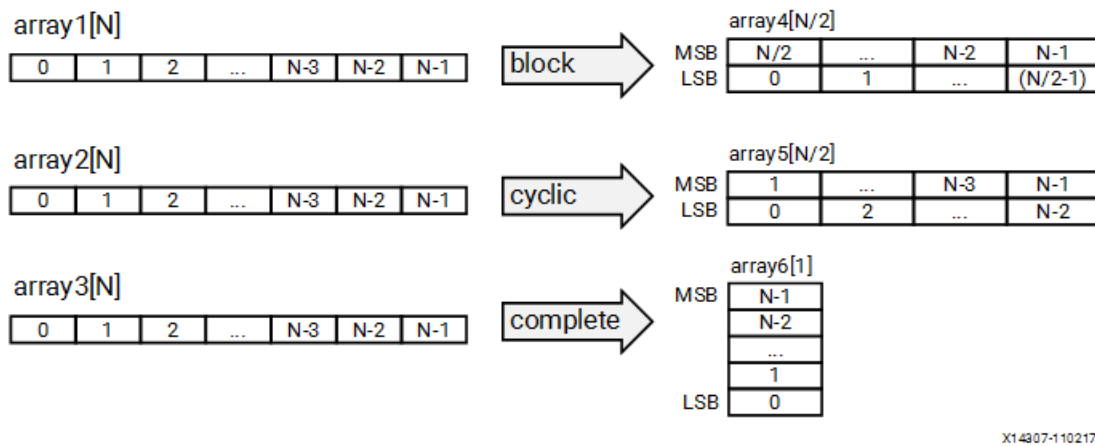 array1[N]
0 1 2 ... N-3 N-2 N-1
block
array4[N/2]
MSB N/2 ... N-2 N-1
LSB 0 1 ... (N/2-1)
array2[N]
0 1 2 ... N-3 N-2 N-1
cyclic
array5[N/2]
MSB 1 ... N-3 N-1
LSB 0 2 ... N-2
array3[N]
0 1 2 ... N-3 N-2 N-1
complete
array6[1]
MSB N-1
N-2
...
1
LSB 0
X14307-110217